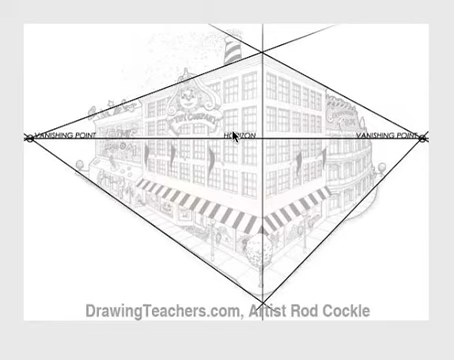 TOY COMPANY
VANISHING POINT
HORIZON
VANISHING POINT
DrawingTeachers.com, Artist Rod Cockle